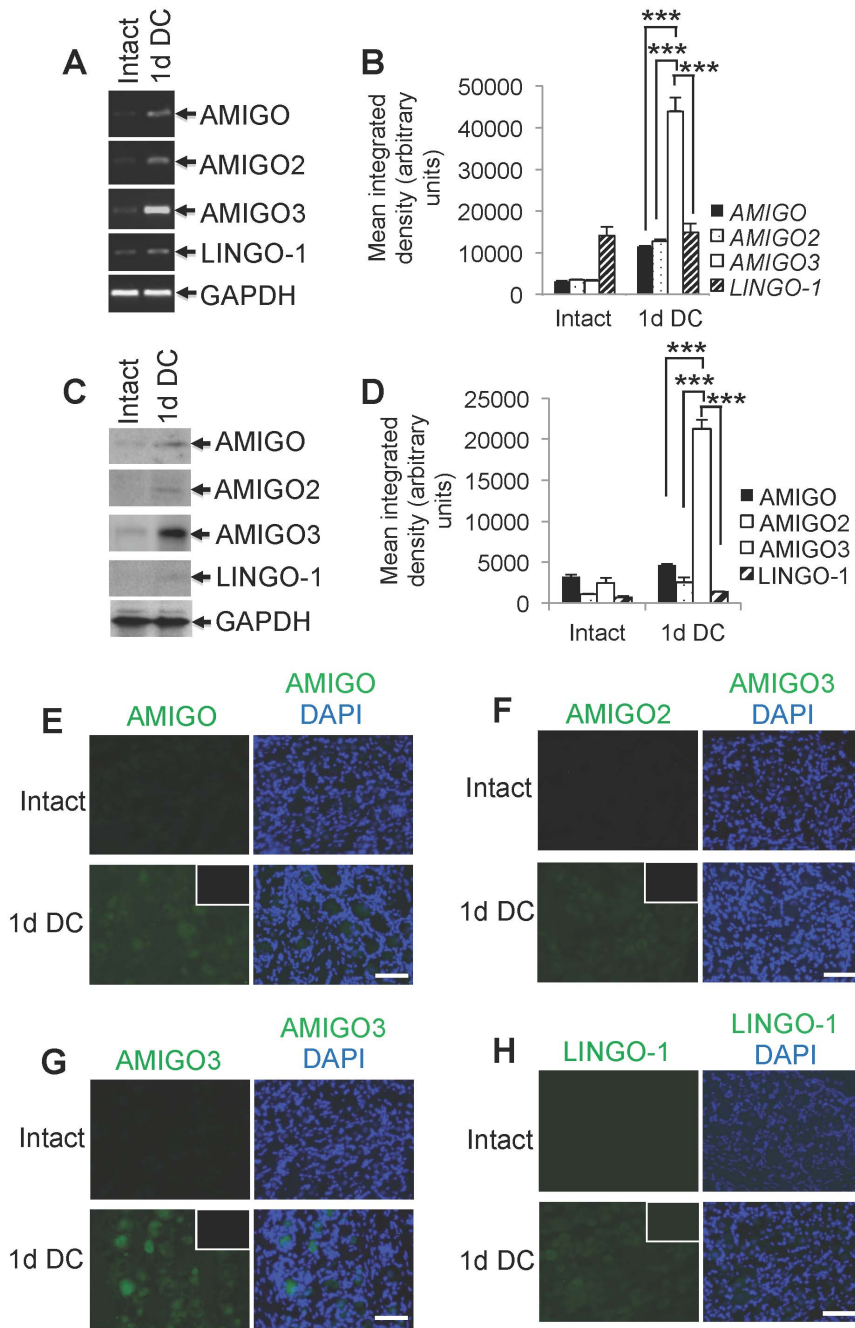 A
Intact
1d DC
AMIGO
AMIGO2
AMIGO3
LINGO-1
GAPDH
B
Mean integrated
density (arbitrary
units)
50000
40000
30000
20000
10000
0
***
***
***
Intact
1d DC
AMIGO
AMIGO2
AMIGO3
LINGO-1
C
Intact
1d DC
AMIGO
AMIGO2
AMIGO3
LINGO-1
GAPDH
D
Mean integrated
density (arbitrary
units)
25000
20000
15000
10000
5000
0
***
***
***
Intact
1d DC
AMIGO
AMIGO2
AMIGO3
LINGO-1
E
AMIGO
AMIGO
DAPI
Intact
1d DC
F
AMIGO2
AMIGO3
DAPI
Intact
1d DC
G
AMIGO3
AMIGO3
DAPI
Intact
1d DC
H
LINGO-1
LINGO-1
DAPI
Intact
1d DC